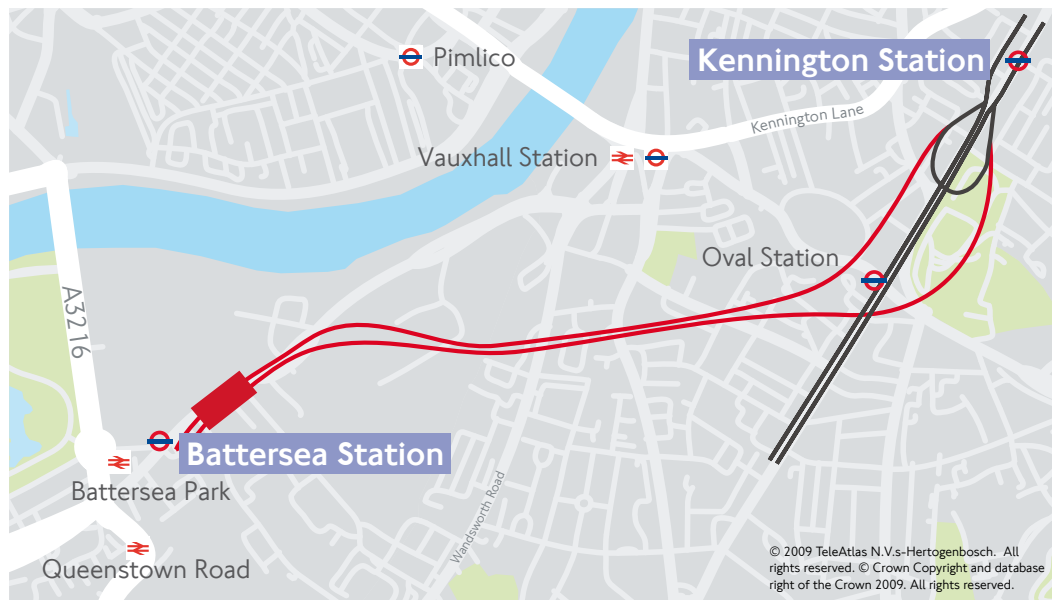 Pimlico
Kennington Station
Kennington Lane
Vauxhall Station
Oval Station
A3216
Battersea Station
Battersea Park
Wandsworth Road
Queenstown Road
© 2009 TeleAtlas N.V.s-Hertogenbosch. All
rights reserved. © Crown Copyright and database
right of the Crown 2009. All rights reserved.